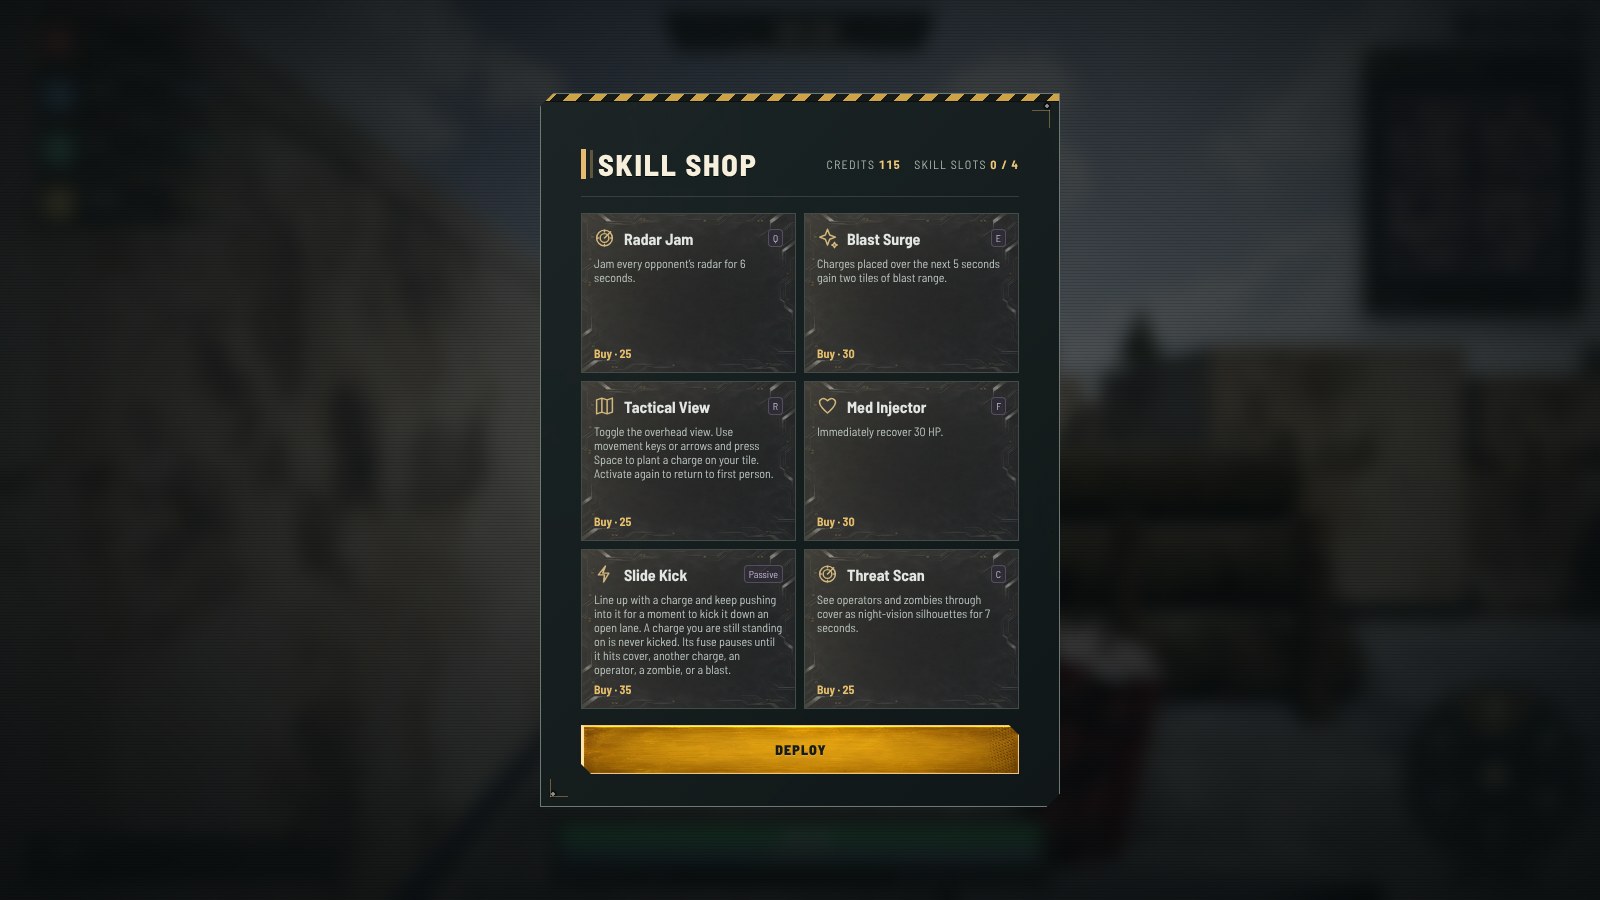 SKILL SHOP
CREDITS 115 SKILL SLOTS 0 / 4
Radar Jam
Q
Jam every opponent's radar for 6
seconds.
Buy · 25
Blast Surge
E
Charges placed over the next 5 seconds
gain two tiles of blast range.
Buy · 30
Tactical View
R
Toggle the overhead view. Use
movement keys or arrows and press
Space to plant a charge on your tile.
Activate again to return to first person.
Buy · 25
Med Injector
F
Immediately recover 30 HP.
Buy · 30
Slide Kick
Passive
Line up with a charge and keep pushing
into it for a moment to kick it down an
open lane. A charge you are still standing
on is never kicked. Its fuse pauses until
it hits cover, another charge, an
operator, a zombie, or a blast.
Buy · 35
Threat Scan
C
See operators and zombies through
cover as night-vision silhouettes for 7
seconds.
Buy · 25
DEPLOY